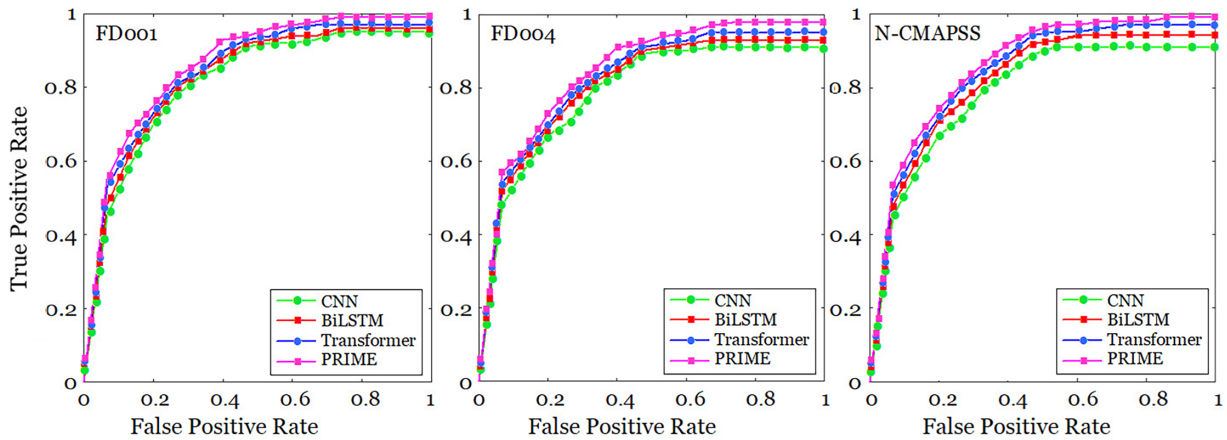 FD001
FD004
N-CMAPSS
True Positive Rate
1
0.8
0.6
0.4
0.2
0
0 0.2 0.4 0.6 0.8 1
False Positive Rate
CNN
BiLSTM
Transformer
PRIME
1
0.8
0.6
0.4
0.2
0
0 0.2 0.4 0.6 0.8 1
False Positive Rate
CNN
BiLSTM
Transformer
PRIME
1
0.8
0.6
0.4
0.2
0
0 0.2 0.4 0.6 0.8 1
False Positive Rate
CNN
BiLSTM
Transformer
PRIME